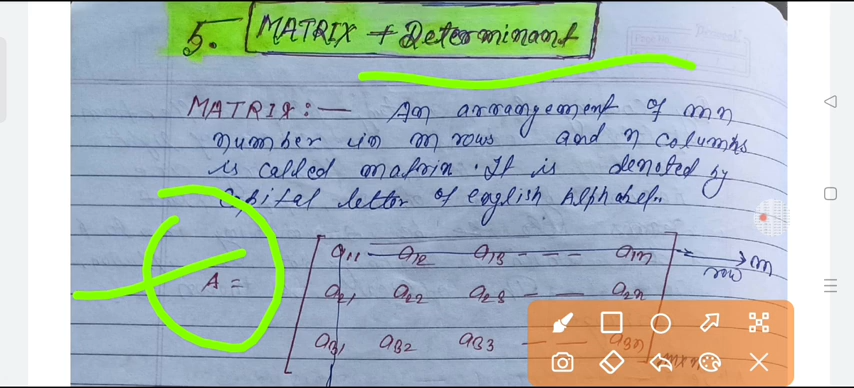 5. MATRIX + Determinant
MATRIX:— An arrangement of mn
number in m rows and n columns
is called matrix. It is denoted by
Capital letter of english Alphabet.
a11 a12 a13 - - - a1n → m
row
A = a21 a22 a23 - - a2n
a31 a32 a33 - - a3n